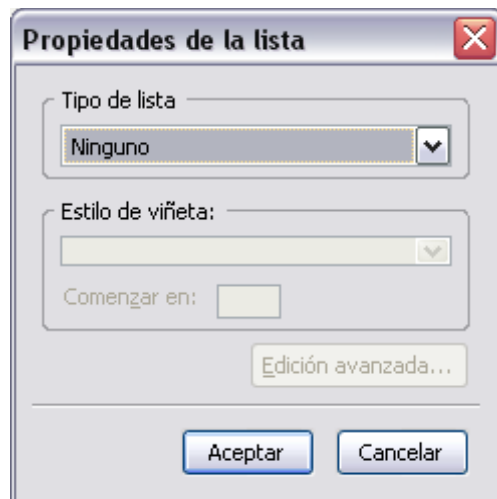 Propiedades de la lista
Tipo de lista
Ninguno
Estilo de viñeta:
Comenzar en:
Edición avanzada...
Aceptar
Cancelar